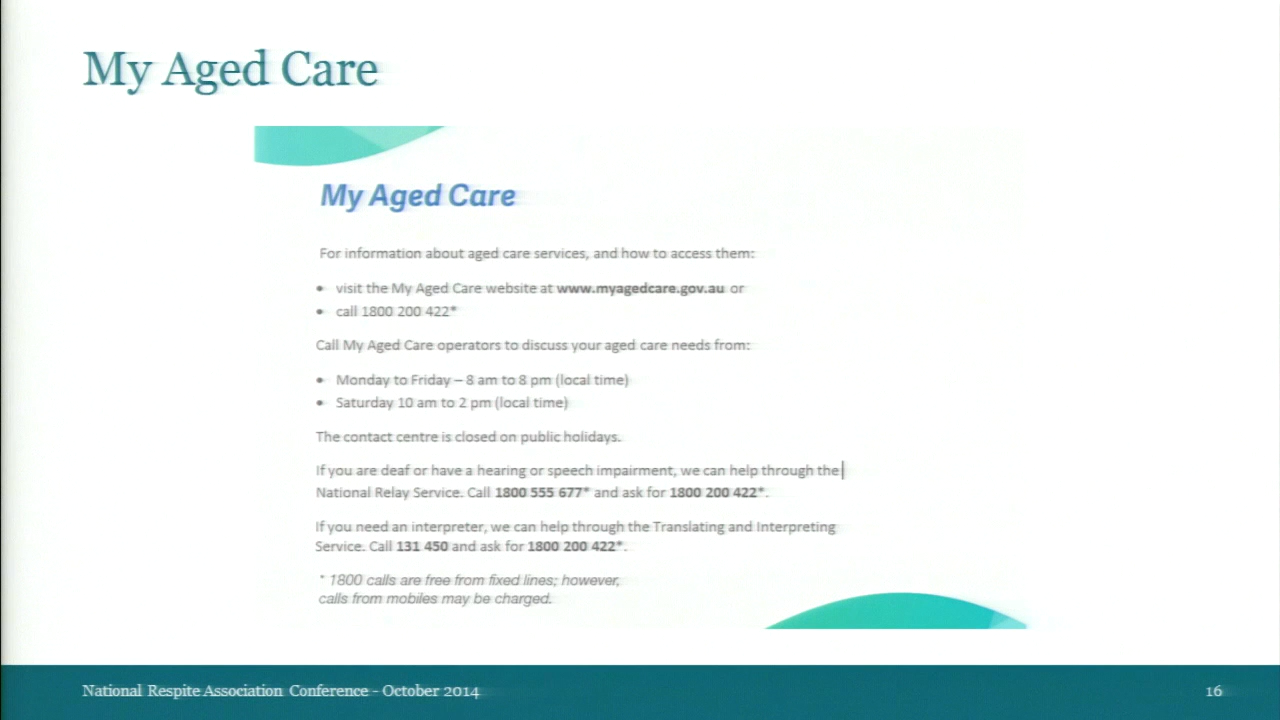 My Aged Care
My Aged Care
For information about aged care services, and how to access them:
• visit the My Aged Care website at www.myagedcare.gov.au or
• call 1800 200 422*
Call My Aged Care operators to discuss your aged care needs from:
• Monday to Friday – 8 am to 8 pm (local time)
• Saturday 10 am to 2 pm (local time)
The contact centre is closed on public holidays.
If you are deaf or have a hearing or speech impairment, we can help through the
National Relay Service. Call 1800 555 677* and ask for 1800 200 422*.
If you need an interpreter, we can help through the Translating and Interpreting
Service. Call 131 450 and ask for 1800 200 422*.
* 1800 calls are free from fixed lines; however,
calls from mobiles may be charged.
National Respite Association Conference - October 2014
16